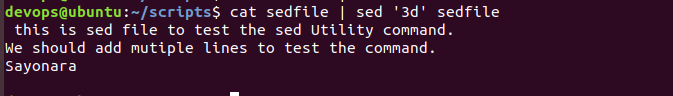 devops@ubuntu:~/scripts$ cat sedfile | sed '3d' sedfile
 this is sed file to test the sed Utility command.
We should add mutiple lines to test the command.
Sayonara